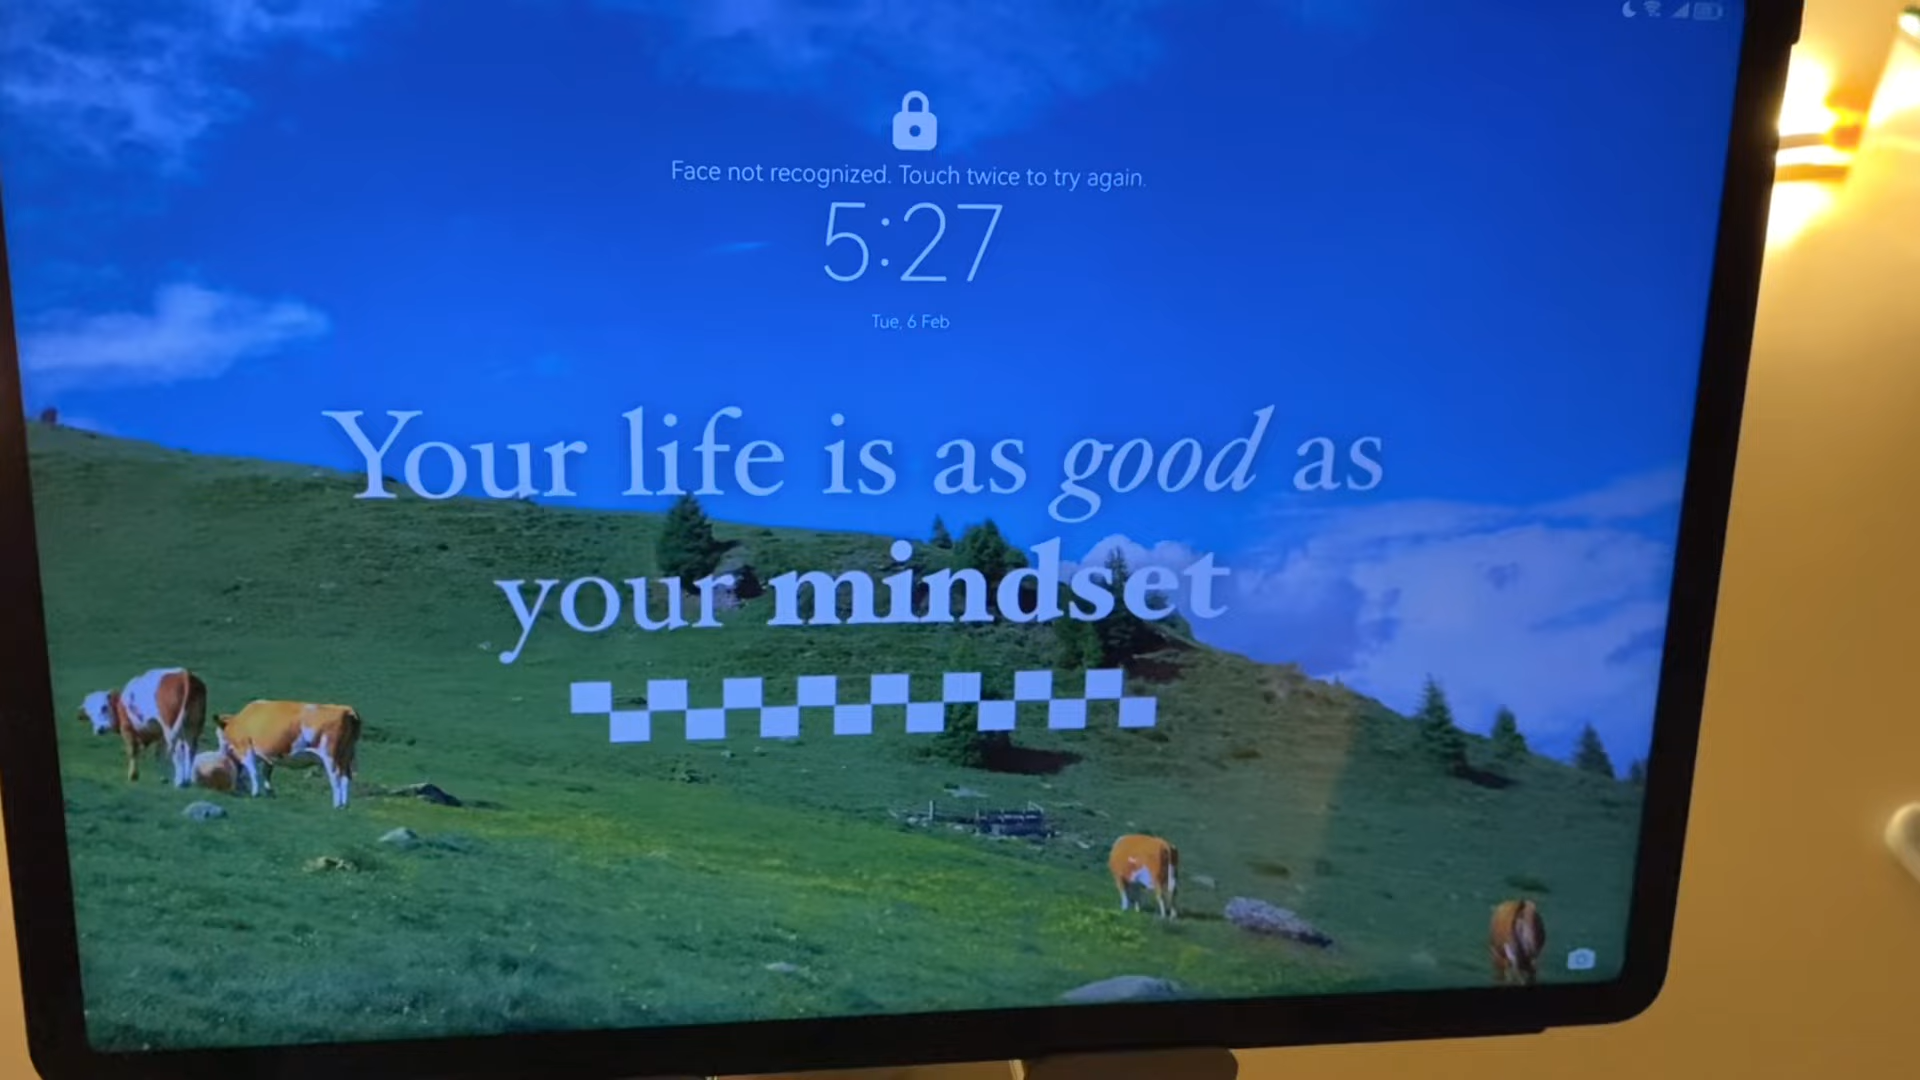 Face not recognized. Touch twice to try again.
5:27
Tue, 6 Feb
Your life is as good as
your mindset